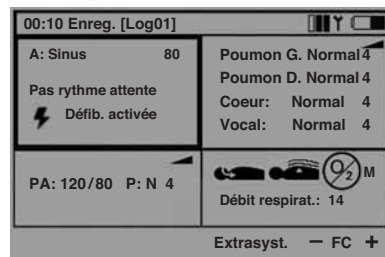 00:10 Enreg. [Log01]
A: Sinus 80
Pas rythme attente
Défib. activée
Poumon G. Normal 4
Poumon D. Normal 4
Coeur: Normal 4
Vocal: Normal 4
PA: 120/80 P: N 4
O2 M
Débit respirat.: 14
Extrasyst. — FC +